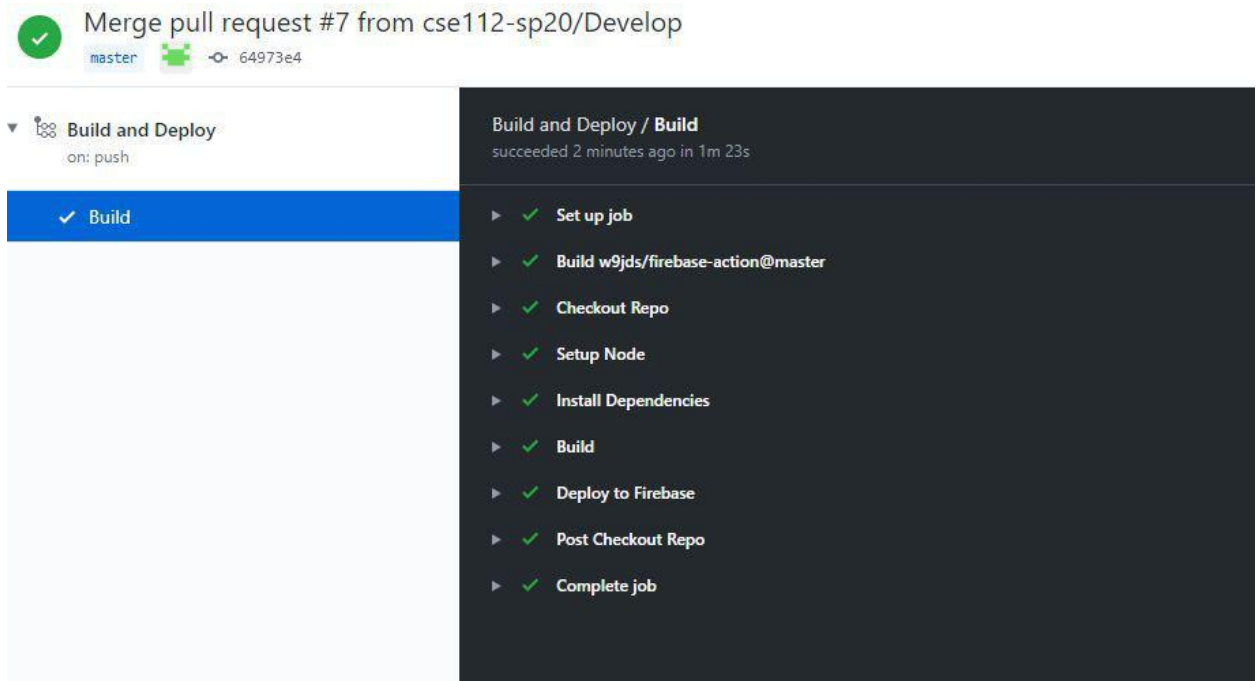 Merge pull request #7 from cse112-sp20/Develop
master 64973e4
Build and Deploy
on: push
Build
Build and Deploy / Build
succeeded 2 minutes ago in 1m 23s
Set up job
Build w9jds/firebase-action@master
Checkout Repo
Setup Node
Install Dependencies
Build
Deploy to Firebase
Post Checkout Repo
Complete job